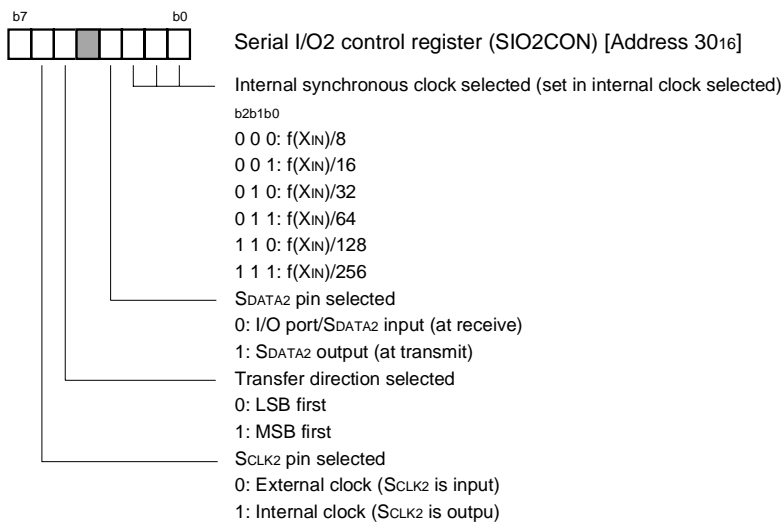 b7 b0
Serial I/O2 control register (SIO2CON) [Address 3016]
Internal synchronous clock selected (set in internal clock selected)
b2b1b0
0 0 0: f(XIN)/8
0 0 1: f(XIN)/16
0 1 0: f(XIN)/32
0 1 1: f(XIN)/64
1 1 0: f(XIN)/128
1 1 1: f(XIN)/256
SDATA2 pin selected
0: I/O port/SDATA2 input (at receive)
1: SDATA2 output (at transmit)
Transfer direction selected
0: LSB first
1: MSB first
SCLK2 pin selected
0: External clock (SCLK2 is input)
1: Internal clock (SCLK2 is outpu)